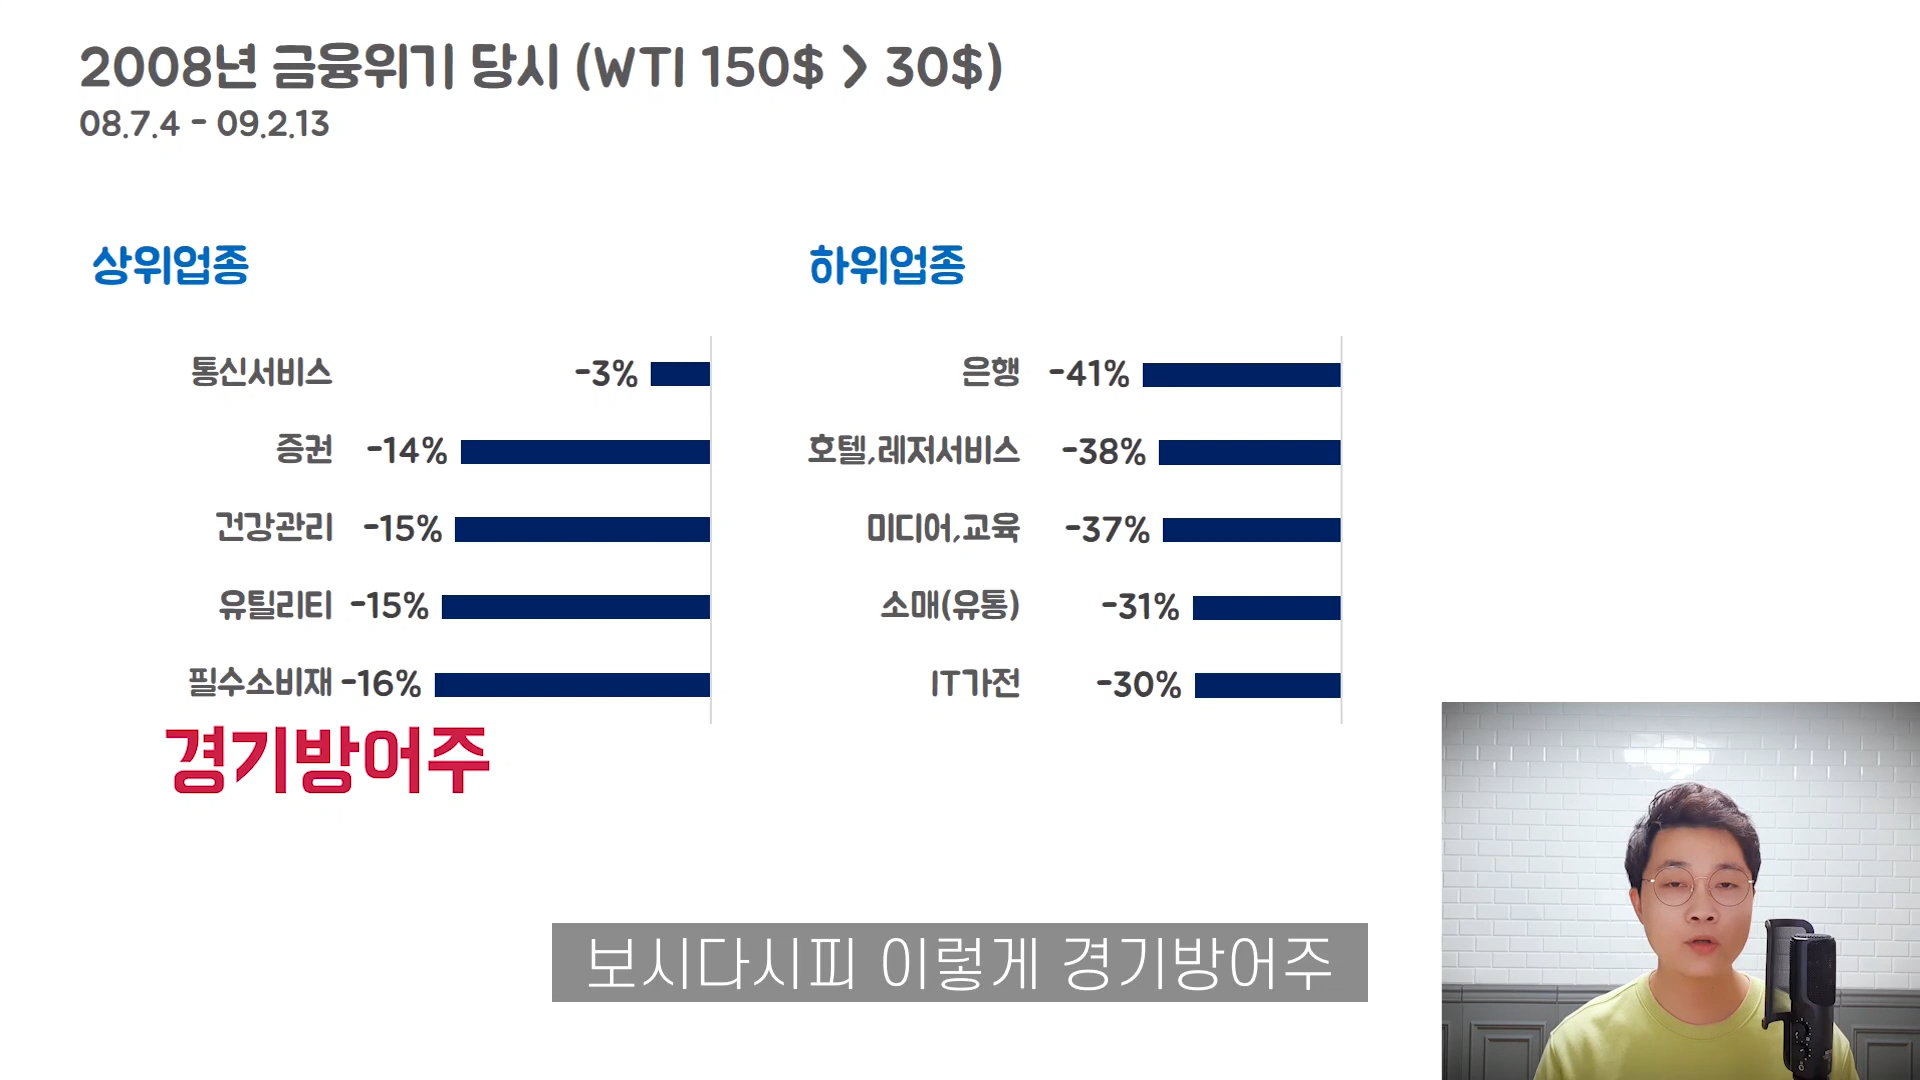 2008년 금융위기 당시 (WTI 150$ > 30$)
08.7.4 - 09.2.13
상위업종
통신서비스 -3%
증권 -14%
건강관리 -15%
유틸리티 -15%
필수소비재 -16%
경기방어주
하위업종
은행 -41%
호텔,레저서비스 -38%
미디어,교육 -37%
소매(유통) -31%
IT가전 -30%
보시다시피 이렇게 경기방어주